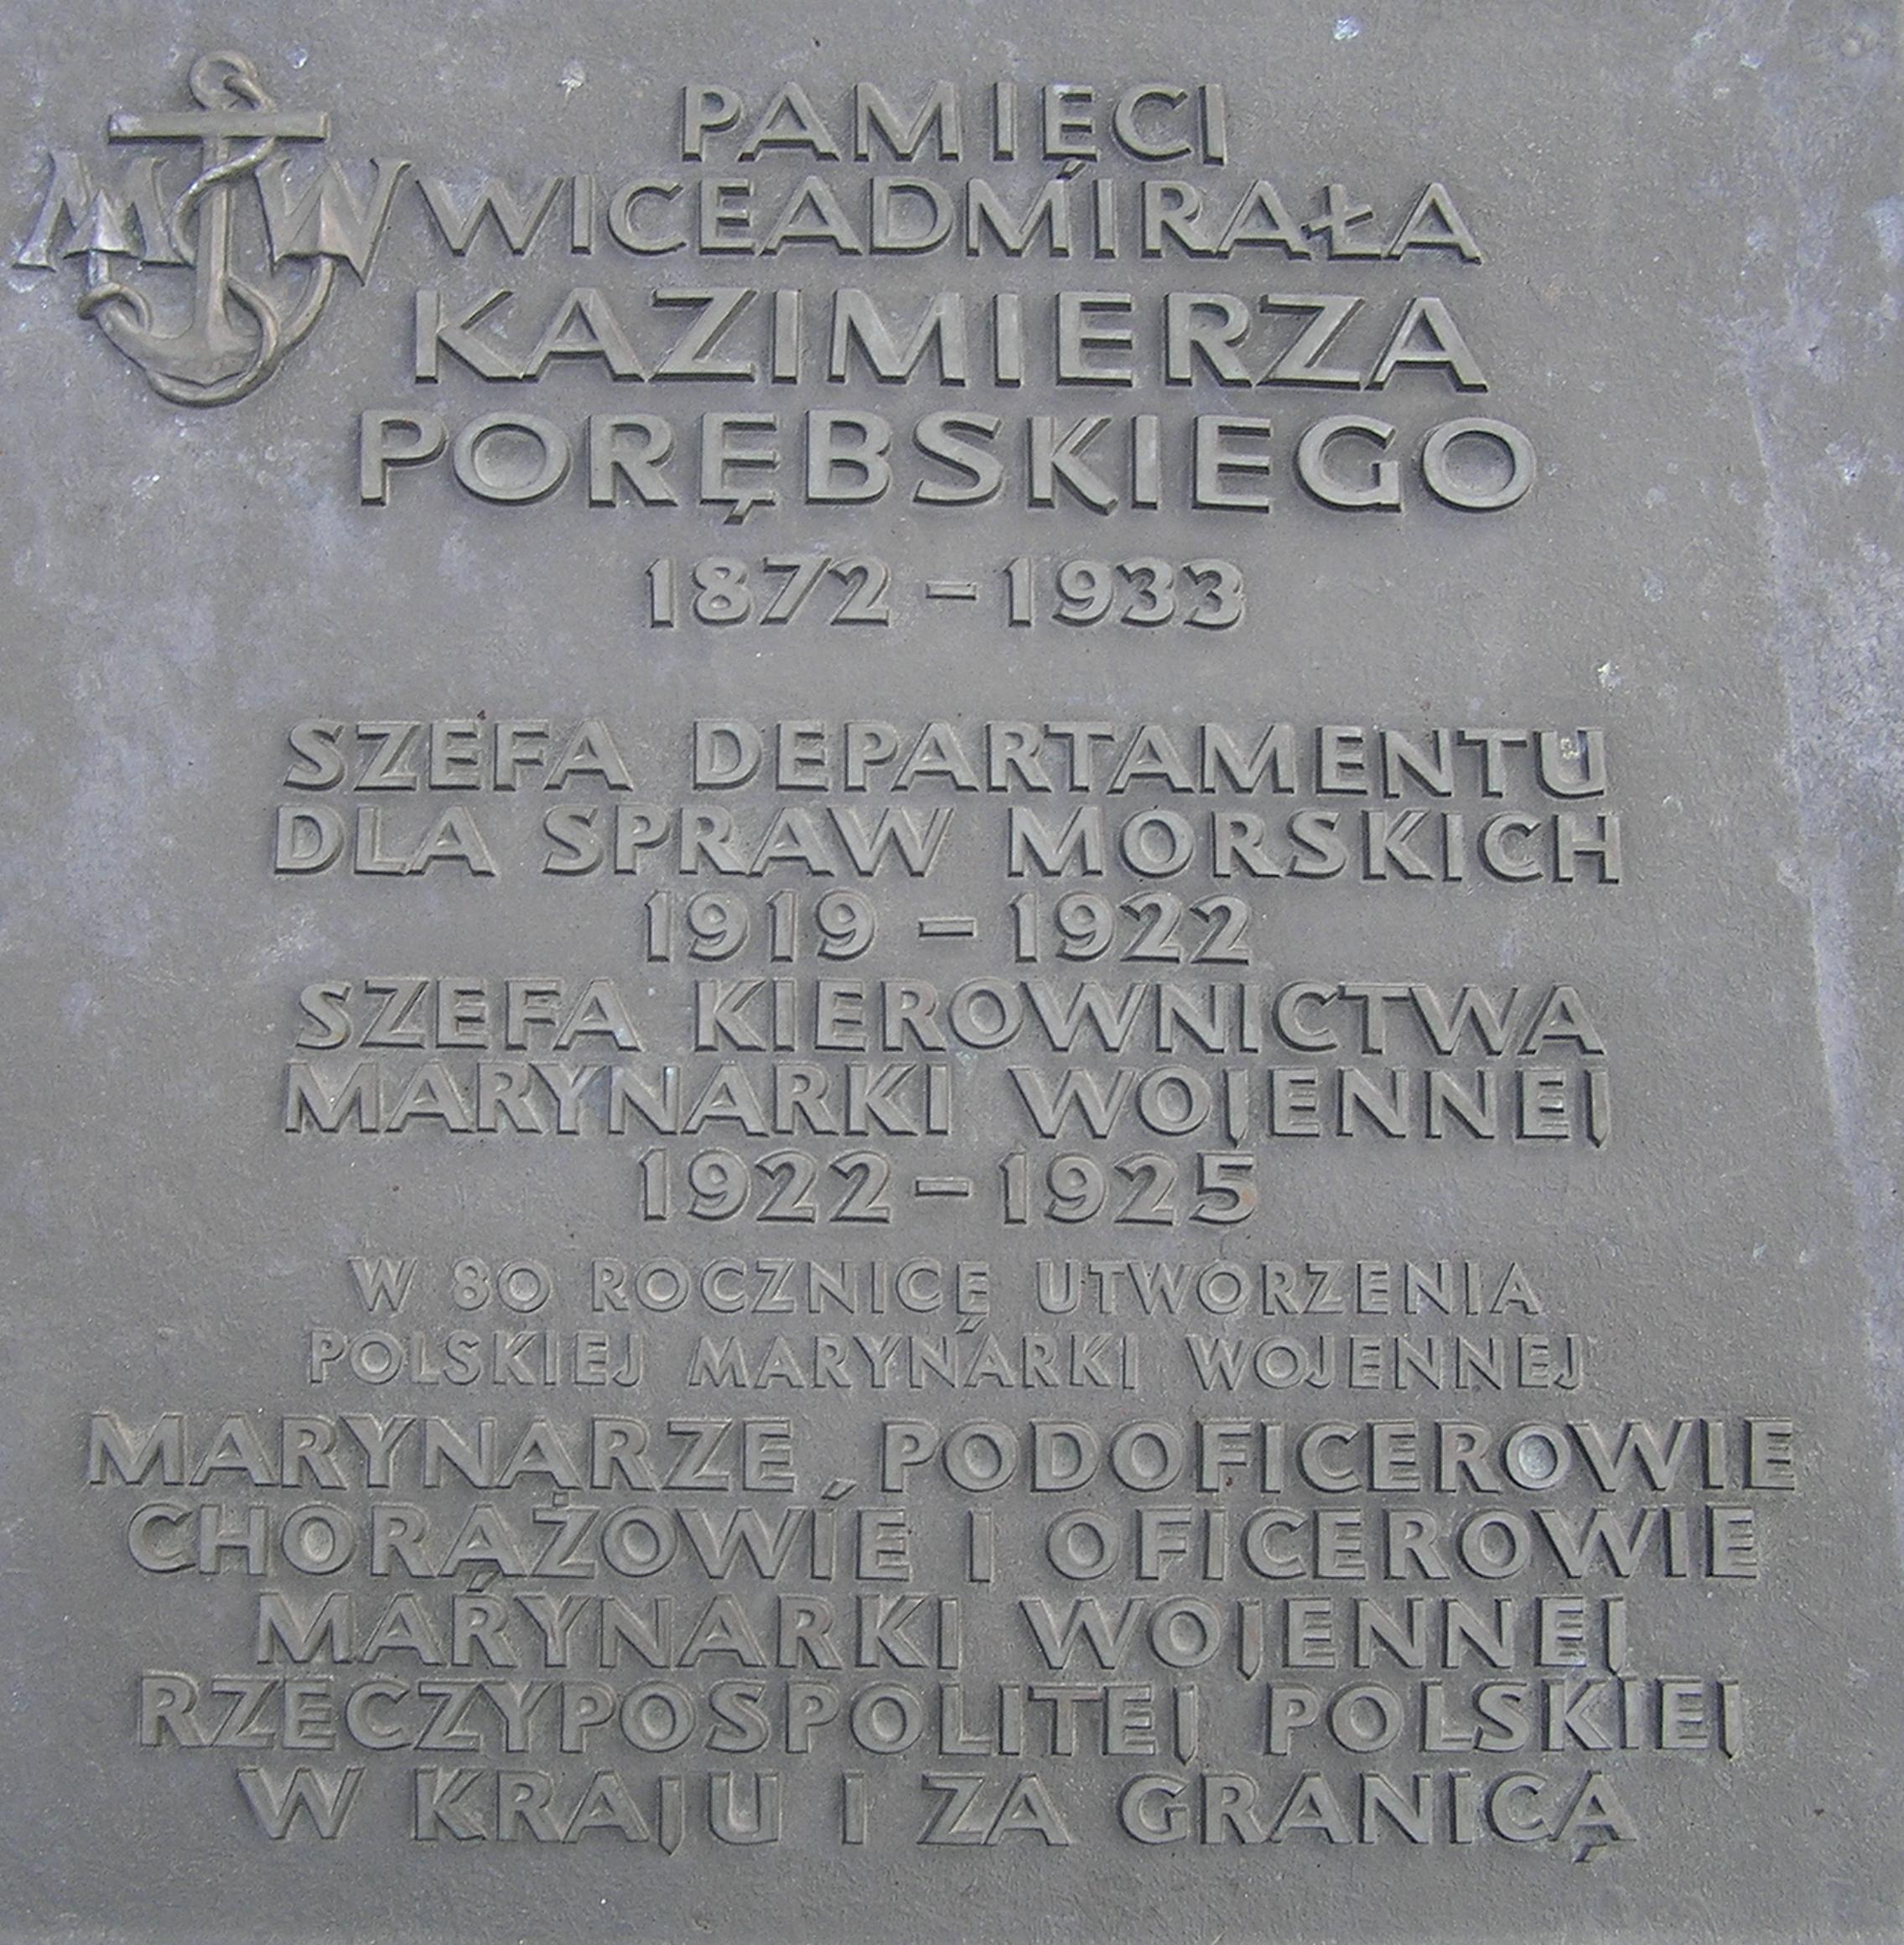 MW
PAMIĘCI
WICEADMIRAŁA
KAZIMIERZA
PORĘBSKIEGO
1872 – 1933
SZEFA DEPARTAMENTU
DLA SPRAW MORSKICH
1919 – 1922
SZEFA KIEROWNICTWA
MARYNARKI WOJENNEJ
1922 – 1925
W 80 ROCZNICĘ UTWORZENIA
POLSKIEJ MARYNARKI WOJENNEJ
MARYNARZE, PODOFICEROWIE
CHORĄŻOWIE I OFICEROWIE
MARYNARKI WOJENNEJ
RZECZYPOSPOLITEJ POLSKIEJ
W KRAJU I ZA GRANICĄ